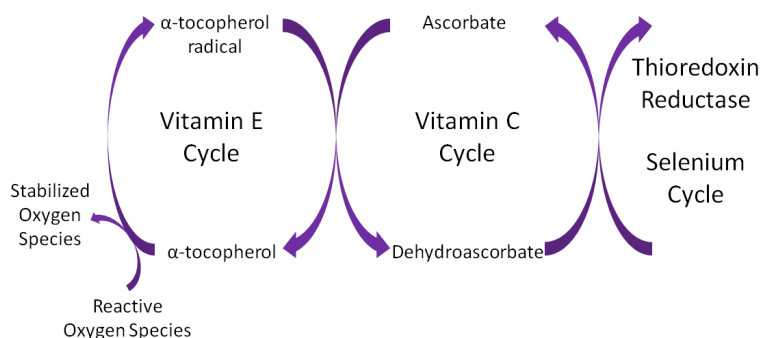 α-tocopherol
radical
Ascorbate
Thioredoxin
Reductase
Vitamin E
Cycle
Vitamin C
Cycle
Selenium
Cycle
Stabilized
Oxygen
Species
α-tocopherol
Dehydroascorbate
Reactive
Oxygen Species